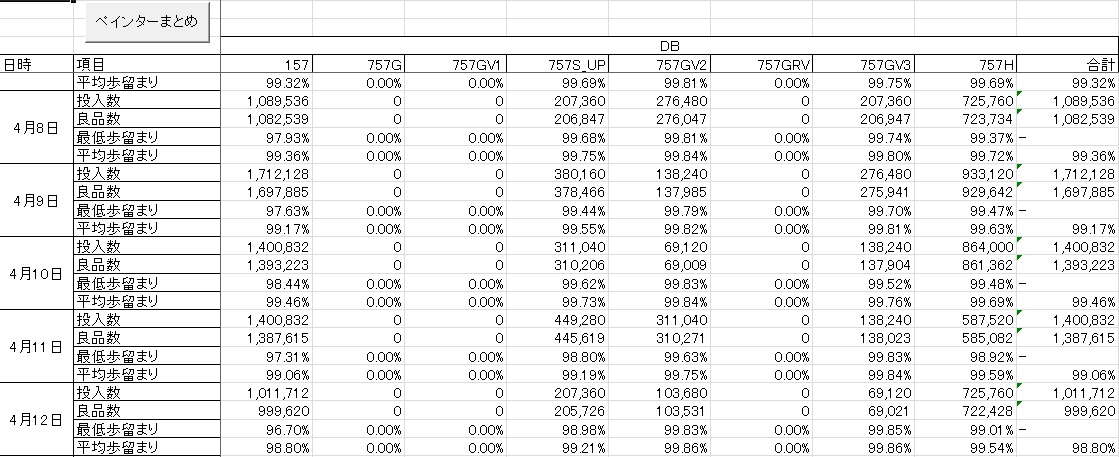 ペインターまとめ
DB
日時 項目 157 757G 757GV1 757S_UP 757GV2 757GRV 757GV3 757H 合計
平均歩留まり 99.32% 0.00% 0.00% 99.69% 99.81% 0.00% 99.75% 99.69% 99.32%
4月8日 投入数 1,089,536 0 0 207,360 276,480 0 207,360 725,760 1,089,536
良品数 1,082,539 0 0 206,847 276,047 0 206,947 723,734 1,082,539
最低歩留まり 97.93% 0.00% 0.00% 99.68% 99.81% 0.00% 99.74% 99.37% -
平均歩留まり 99.36% 0.00% 0.00% 99.75% 99.84% 0.00% 99.80% 99.72% 99.36%
4月9日 投入数 1,712,128 0 0 380,160 138,240 0 276,480 933,120 1,712,128
良品数 1,697,885 0 0 378,466 137,985 0 275,941 929,642 1,697,885
最低歩留まり 97.63% 0.00% 0.00% 99.44% 99.79% 0.00% 99.70% 99.47% -
平均歩留まり 99.17% 0.00% 0.00% 99.55% 99.82% 0.00% 99.81% 99.63% 99.17%
4月10日 投入数 1,400,832 0 0 311,040 69,120 0 138,240 864,000 1,400,832
良品数 1,393,223 0 0 310,206 69,009 0 137,904 861,362 1,393,223
最低歩留まり 98.44% 0.00% 0.00% 99.62% 99.83% 0.00% 99.52% 99.48% -
平均歩留まり 99.46% 0.00% 0.00% 99.73% 99.84% 0.00% 99.76% 99.69% 99.46%
4月11日 投入数 1,400,832 0 0 449,280 311,040 0 138,240 587,520 1,400,832
良品数 1,387,615 0 0 445,619 310,271 0 138,023 585,082 1,387,615
最低歩留まり 97.31% 0.00% 0.00% 98.80% 99.63% 0.00% 99.83% 98.92% -
平均歩留まり 99.06% 0.00% 0.00% 99.19% 99.75% 0.00% 99.84% 99.59% 99.06%
4月12日 投入数 1,011,712 0 0 207,360 103,680 0 69,120 725,760 1,011,712
良品数 999,620 0 0 205,726 103,531 0 69,021 722,428 999,620
最低歩留まり 96.70% 0.00% 0.00% 98.98% 99.83% 0.00% 99.85% 99.01% -
平均歩留まり 98.80% 0.00% 0.00% 99.21% 99.86% 0.00% 99.86% 99.54% 98.80%